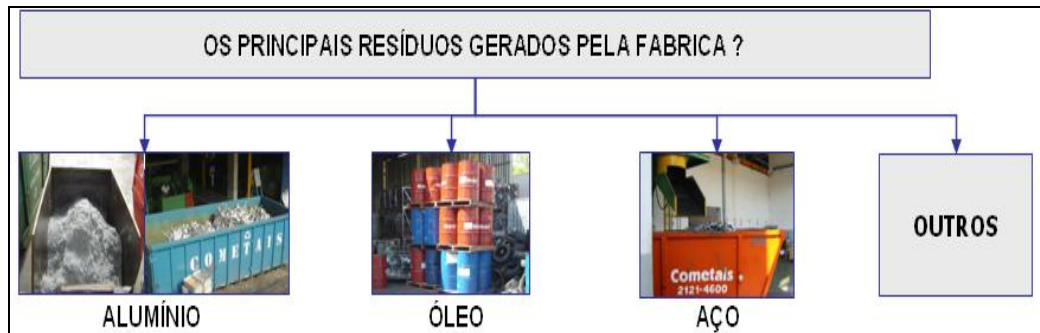 OS PRINCIPAIS RESÍDUOS GERADOS PELA FABRICA ?
COMETAIS
Cometais
2121-4600
OUTROS
ALUMÍNIO
ÓLEO
AÇO